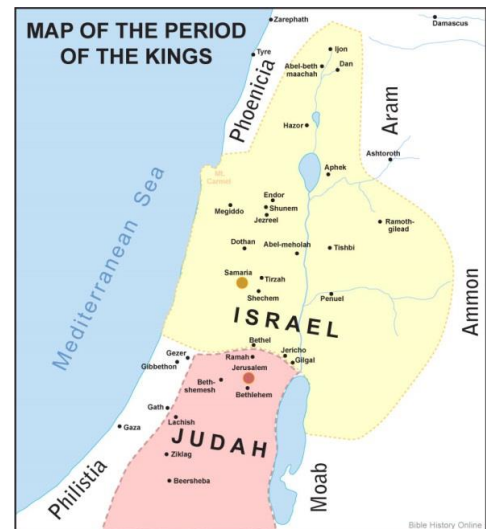 MAP OF THE PERIOD
OF THE KINGS
Zarephath
Damascus
Tyre
Ijon
Abel-beth
maachah
Dan
Phoenicia
Aram
Hazor
Ashtoroth
Aphek
Mt.
Carmel
Mediterranean Sea
Endor
Shunem
Megiddo
Jezreel
Ramoth-
gilead
Dothan
Abel-meholah
Tishbi
Samaria
Tirzah
Shechem
Penuel
Ammon
ISRAEL
Bethel
Gezer
Ramah
Jericho
Gibbethon
Jerusalem
Gilgal
Beth-
shemesh
Bethlehem
Gath
Lachish
Gaza
JUDAH
Ziklag
Philistia
Moab
Beersheba
Bible History Online